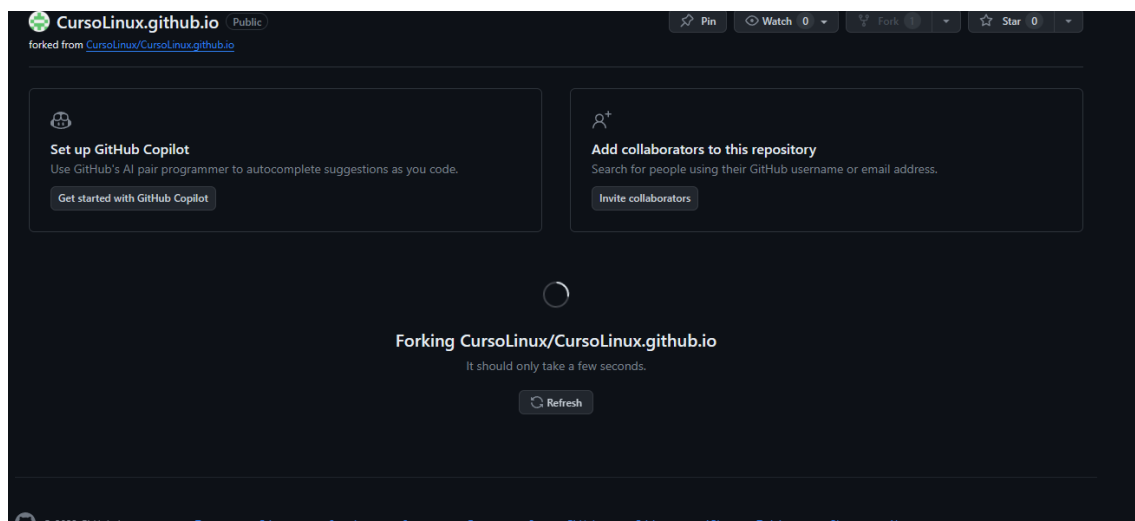 CursoLinux.github.io Public Pin Watch 0 Fork 1 Star 0
forked from CursoLinux/CursoLinux.github.io
Set up GitHub Copilot
Use GitHub's AI pair programmer to autocomplete suggestions as you code.
Get started with GitHub Copilot
Add collaborators to this repository
Search for people using their GitHub username or email address.
Invite collaborators
Forking CursoLinux/CursoLinux.github.io
It should only take a few seconds.
Refresh